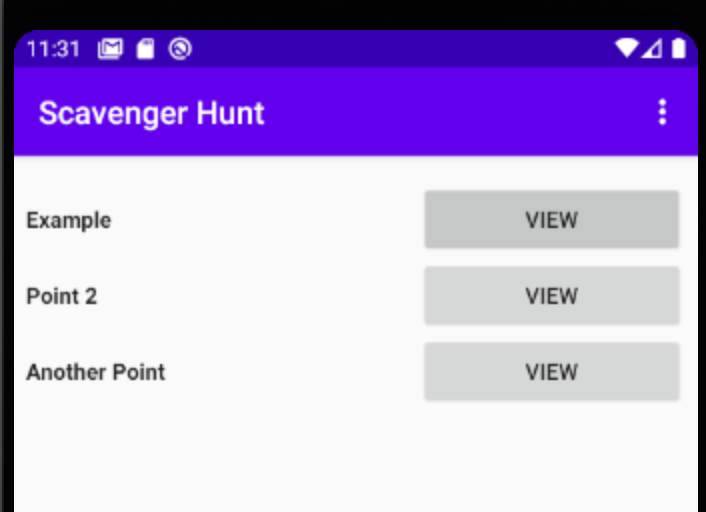 11:31
Scavenger Hunt
Example VIEW
Point 2 VIEW
Another Point VIEW